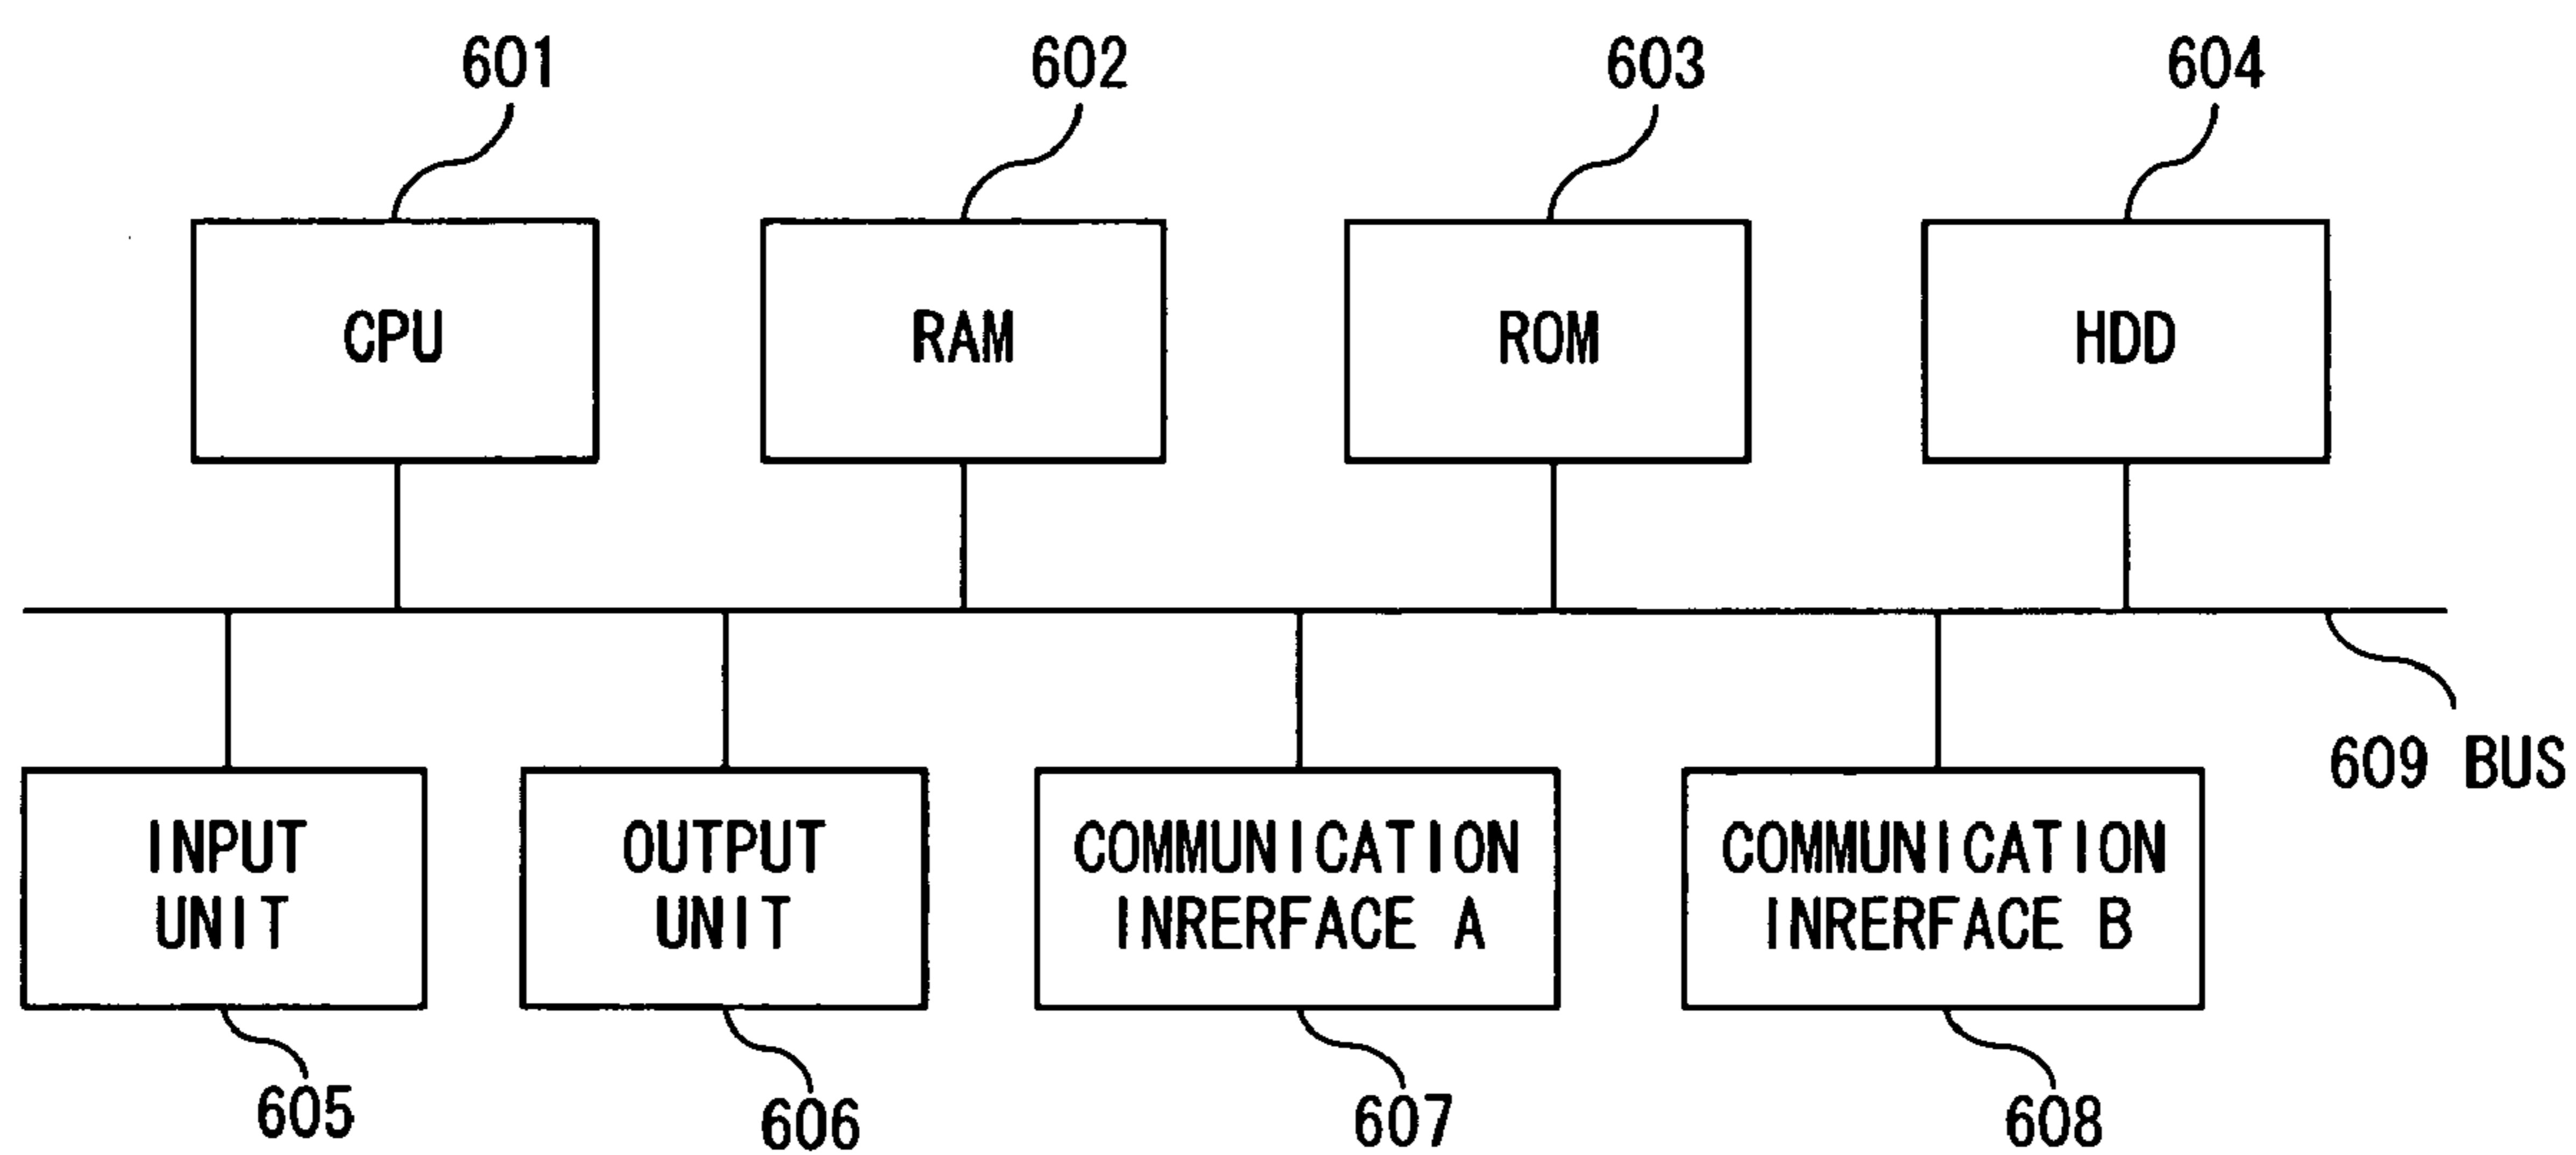 601
602
603
604
CPU
RAM
ROM
HDD
609 BUS
INPUT
UNIT
OUTPUT
UNIT
COMMUNICATION
INRERFACE A
COMMUNICATION
INRERFACE B
605
606
607
608